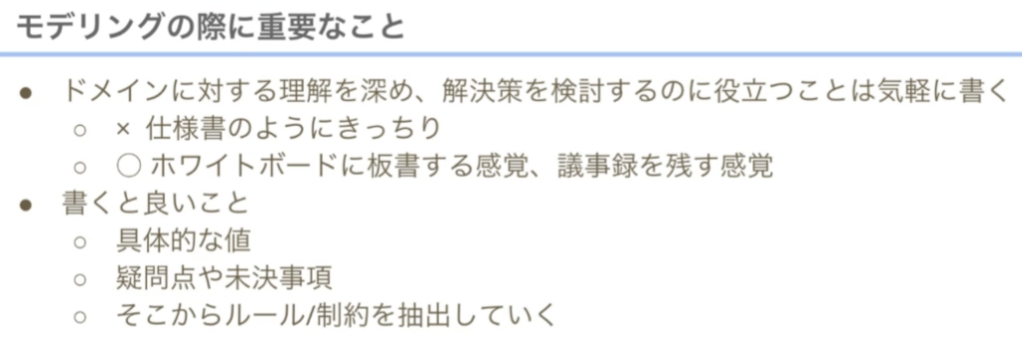 モデリングの際に重要なこと
● ドメインに対する理解を深め、解決策を検討するのに役立つことは気軽に書く
○ × 仕様書のようにきっちり
○ ○ ホワイトボードに板書する感覚、議事録を残す感覚
● 書くと良いこと
○ 具体的な値
○ 疑問点や未決事項
○ そこからルール/制約を抽出していく